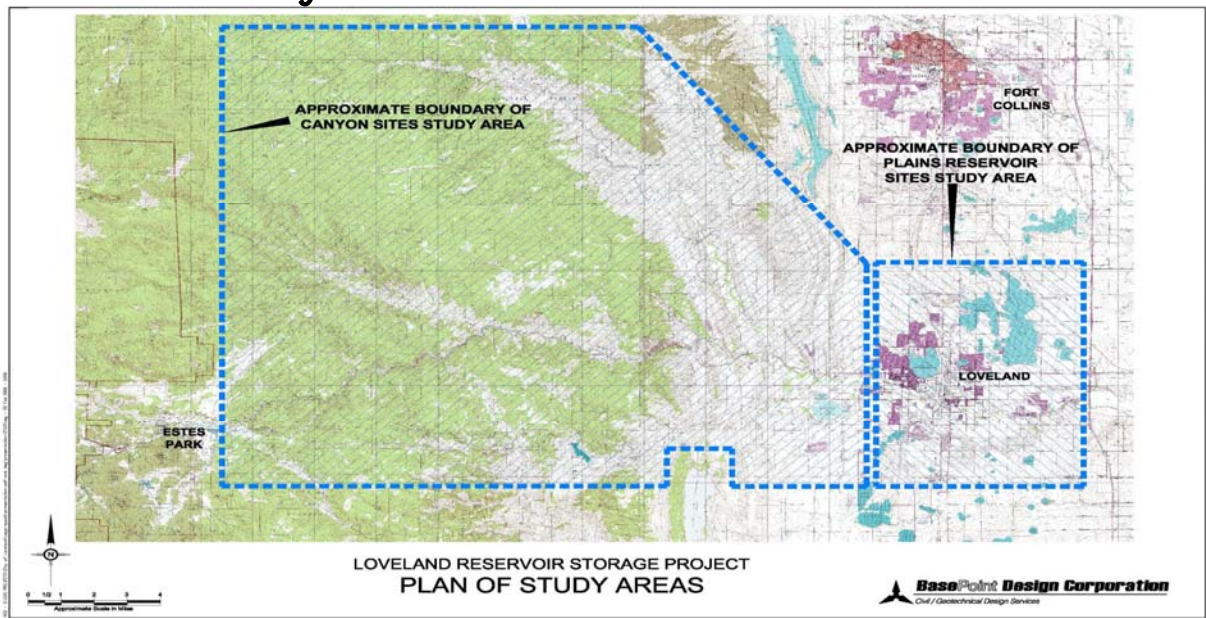 APPROXIMATE BOUNDARY OF
CANYON SITES STUDY AREA
FORT
COLLINS
APPROXIMATE BOUNDARY OF
PLAINS RESERVOIR
SITES STUDY AREA
LOVELAND
ESTES
PARK
N
0 1/2 1 2 3 4
Approximate Scale in Miles
LOVELAND RESERVOIR STORAGE PROJECT
PLAN OF STUDY AREAS
BasePoint Design Corporation
Civil / Geotechnical Design Services